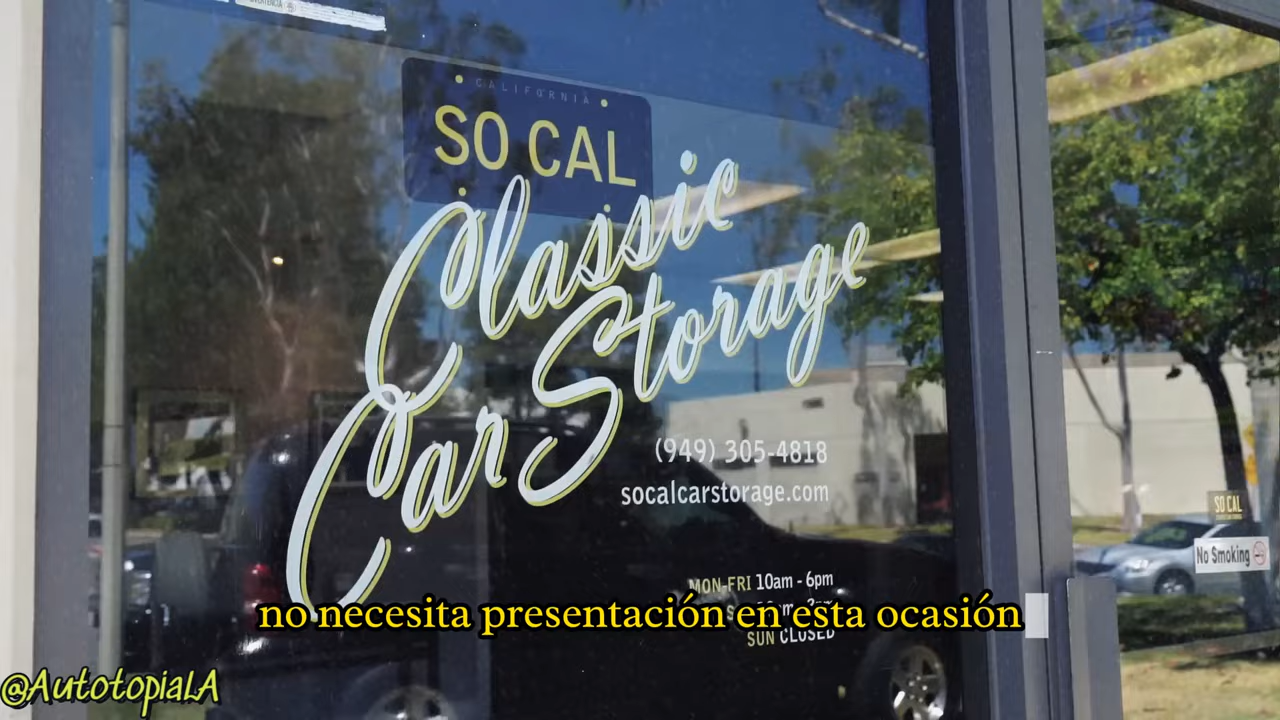 CALIFORNIA
SO CAL
Classic
Car Storage
(949) 305-4818
socalcarstorage.com
MON-FRI 10am - 6pm
SUN CLOSED
SO CAL
No Smoking
no necesita presentación en esta ocasión
@AutotopiaLA